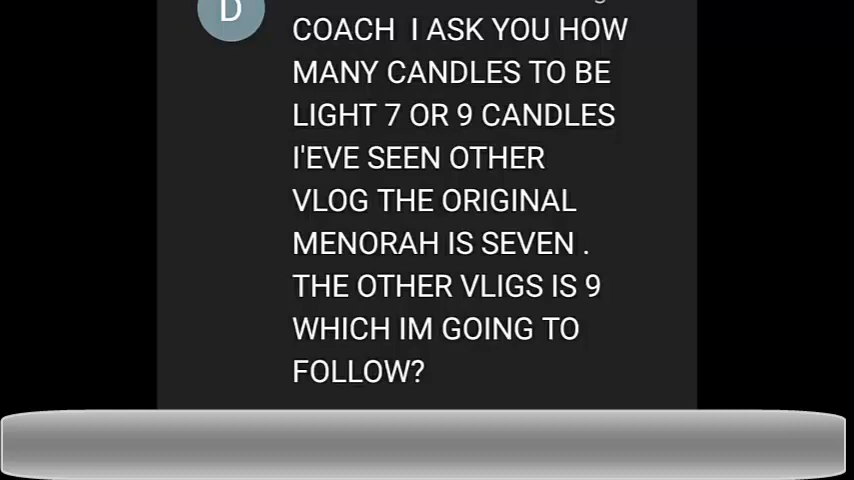 D
COACH I ASK YOU HOW
MANY CANDLES TO BE
LIGHT 7 OR 9 CANDLES
I'EVE SEEN OTHER
VLOG THE ORIGINAL
MENORAH IS SEVEN .
THE OTHER VLIGS IS 9
WHICH IM GOING TO
FOLLOW?